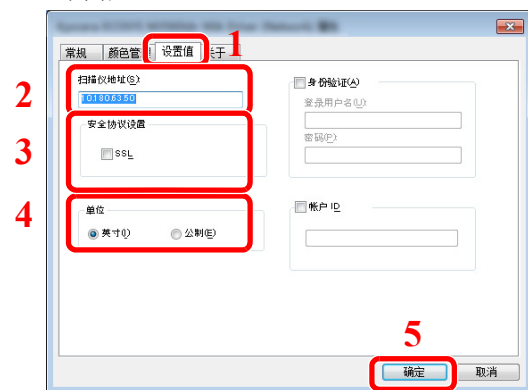 常规 颜色管 设置值 关于
1
扫描仪地址(S):
10.180.63.50
2
安全协议设置
SSL
3
单位
英寸(I) 公制(E)
4
身份验证(A)
登录用户名(U):
密码(P):
帐户 ID
5
确定 取消